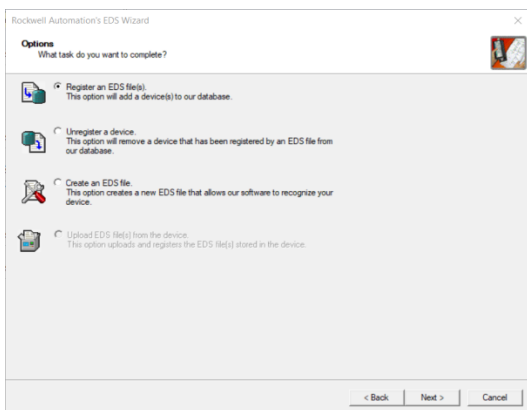 Rockwell Automation's EDS Wizard
Options
What task do you want to complete?
Register an EDS file(s).
This option will add a device(s) to our database.
Unregister a device.
This option will remove a device that has been registered by an EDS file from
our database.
Create an EDS file.
This option creates a new EDS file that allows our software to recognize your
device.
Upload EDS file(s) from the device.
This option uploads and registers the EDS file(s) stored in the device.
< Back
Next >
Cancel